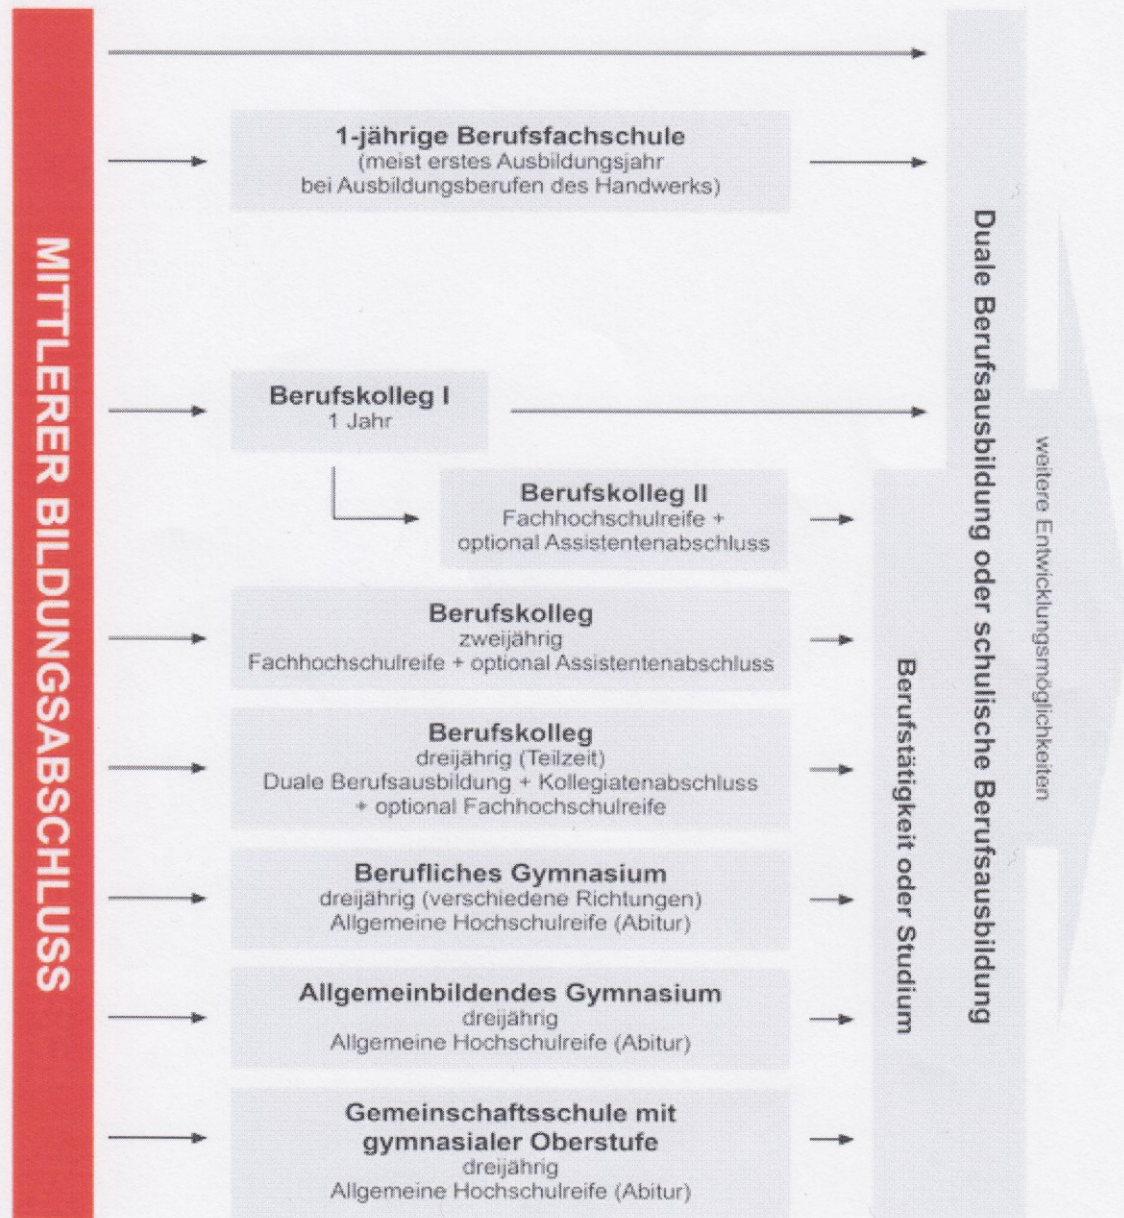 MITTLERER BILDUNGSABSCHLUSS
1-jährige Berufsfachschule
(meist erstes Ausbildungsjahr
bei Ausbildungsberufen des Handwerks)
Berufskolleg I
1 Jahr
Berufskolleg II
Fachhochschulreife +
optional Assistentenabschluss
Berufskolleg
zweijährig
Fachhochschulreife + optional Assistentenabschluss
Berufskolleg
dreijährig (Teilzeit)
Duale Berufsausbildung + Kollegiatenabschluss
+ optional Fachhochschulreife
Berufliches Gymnasium
dreijährig (verschiedene Richtungen)
Allgemeine Hochschulreife (Abitur)
Allgemeinbildendes Gymnasium
dreijährig
Allgemeine Hochschulreife (Abitur)
Gemeinschaftsschule mit
gymnasialer Oberstufe
dreijährig
Allgemeine Hochschulreife (Abitur)
Berufstätigkeit oder Studium
Duale Berufsausbildung oder schulische Berufsausbildung
weitere Entwicklungsmöglichkeiten